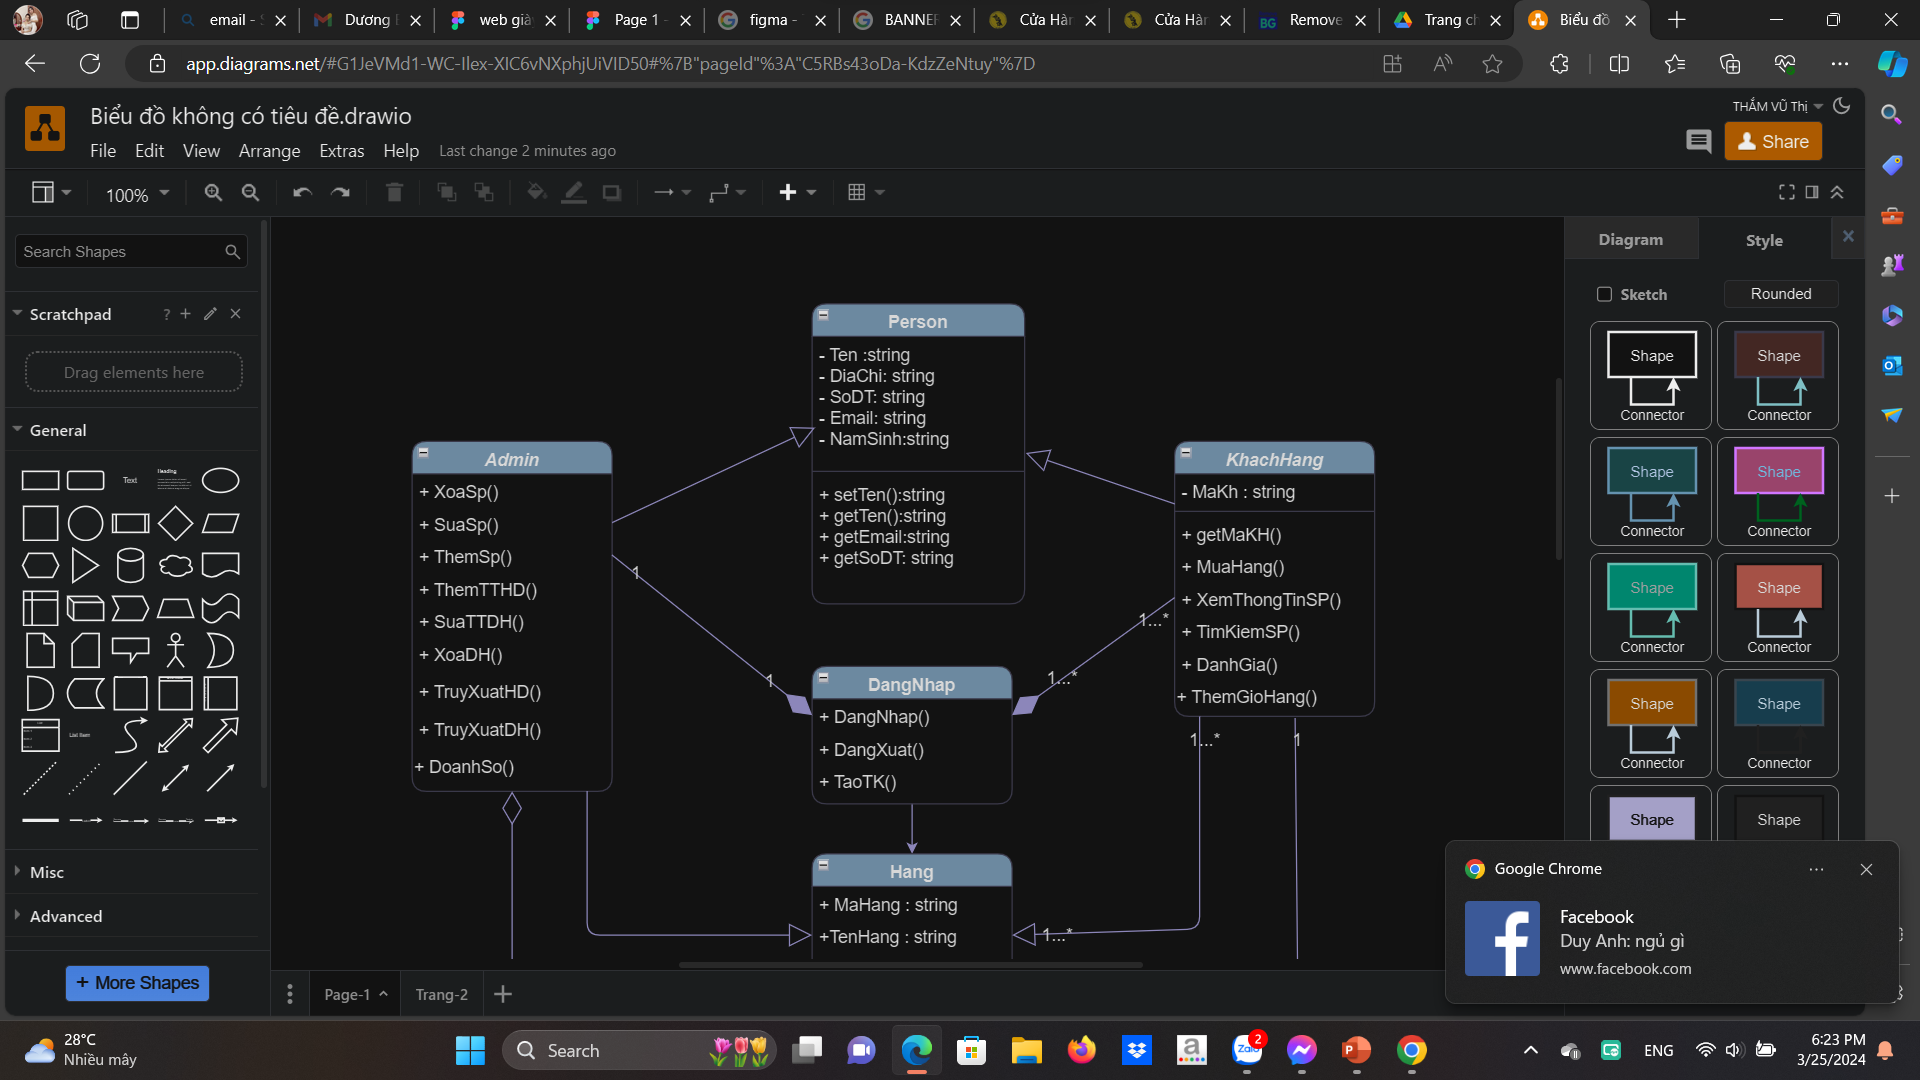 email - S
Dương
web già
Page 1 -
figma -
BANNER
Cửa Hàr
Cửa Hàr
Remove
Trang ch
Biểu đồ
app.diagrams.net/#G1JeVMd1-WC-Ilex-XIC6vNXphjUiVID50#%7B"pageId"%3A"C5RBs43oDa-KdzZeNtuy"%7D
Biểu đồ không có tiêu đề.drawio
File Edit View Arrange Extras Help Last change 2 minutes ago
THẮM VŨ Thị
Share
100%
Search Shapes
Scratchpad
?
Drag elements here
General
Text
Heading
List Item
Misc
Advanced
+ More Shapes
Person
- Ten :string
- DiaChi: string
- SoDT: string
- Email: string
- NamSinh:string
+ setTen():string
+ getTen():string
+ getEmail:string
+ getSoDT: string
Admin
+ XoaSp()
+ SuaSp()
+ ThemSp()
+ ThemTTHD()
+ SuaTTDH()
+ XoaDH()
+ TruyXuatHD()
+ TruyXuatDH()
+ DoanhSo()
KhachHang
- MaKh : string
+ getMaKH()
+ MuaHang()
+ XemThongTinSP()
+ TimKiemSP()
+ DanhGia()
+ ThemGioHang()
1
1
1...*
1...*
DangNhap
+ DangNhap()
+ DangXuat()
+ TaoTK()
1...*
1
Hang
+ MaHang : string
+TenHang : string
1...*
Page-1
Trang-2
Diagram
Style
Sketch
Rounded
Shape
Connector
Shape
Connector
Shape
Connector
Shape
Connector
Shape
Connector
Shape
Connector
Shape
Connector
Shape
Connector
Shape
Shape
Google Chrome
Facebook
Duy Anh: ngủ gì
www.facebook.com
28°C
Nhiều mây
Search
2
Zalo
ENG
6:23 PM
3/25/2024